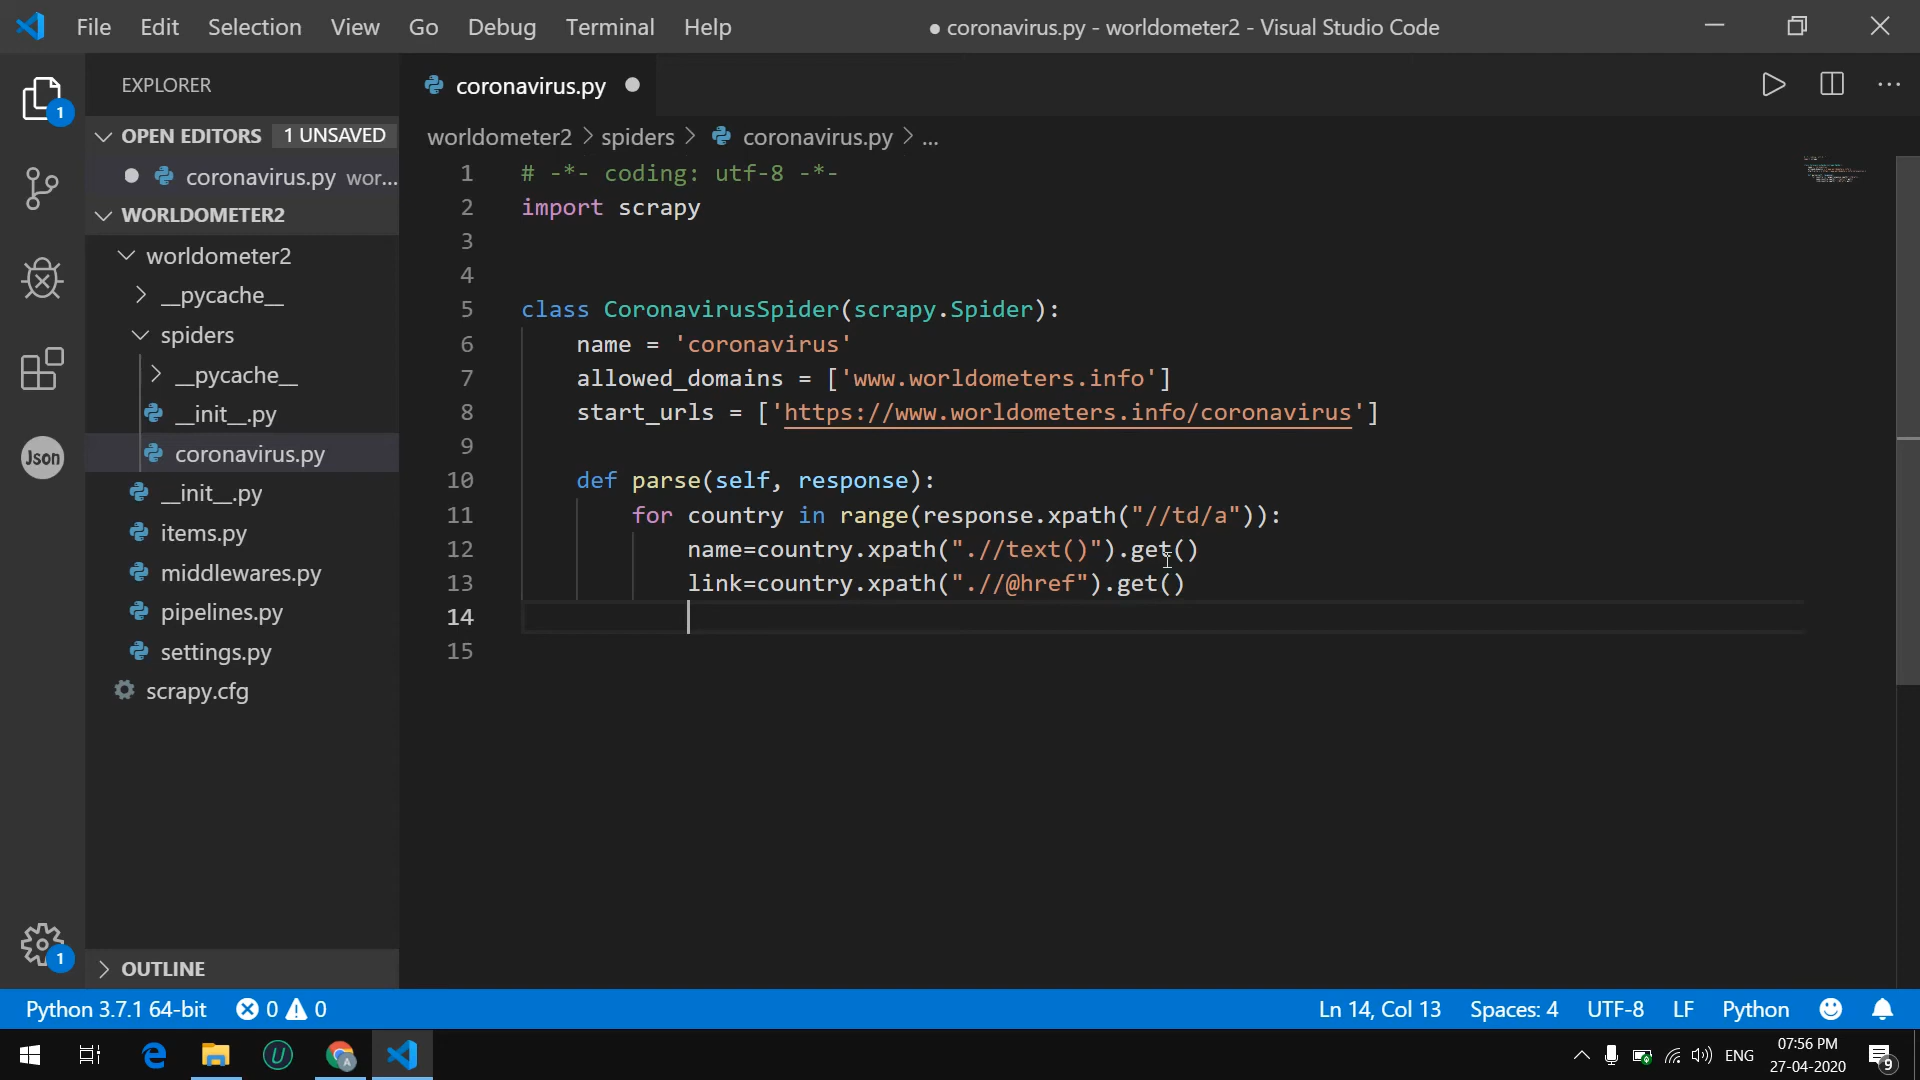 File Edit Selection View Go Debug Terminal Help
● coronavirus.py - worldometer2 - Visual Studio Code
1
EXPLORER
OPEN EDITORS 1 UNSAVED
coronavirus.py wor...
WORLDOMETER2
worldometer2
__pycache__
spiders
__pycache__
__init__.py
coronavirus.py
__init__.py
items.py
middlewares.py
pipelines.py
settings.py
scrapy.cfg
Json
1
OUTLINE
coronavirus.py
worldometer2 > spiders > coronavirus.py > ...
1 # -*- coding: utf-8 -*-
2 import scrapy
3
4
5 class CoronavirusSpider(scrapy.Spider):
6 name = 'coronavirus'
7 allowed_domains = ['www.worldometers.info']
8 start_urls = ['https://www.worldometers.info/coronavirus']
9
10 def parse(self, response):
11 for country in range(response.xpath("//td/a")):
12 name=country.xpath(".//text()").get()
13 link=country.xpath(".//@href").get()
14
15
Python 3.7.1 64-bit 0 0
Ln 14, Col 13 Spaces: 4 UTF-8 LF Python
ENG
07:56 PM
27-04-2020
9